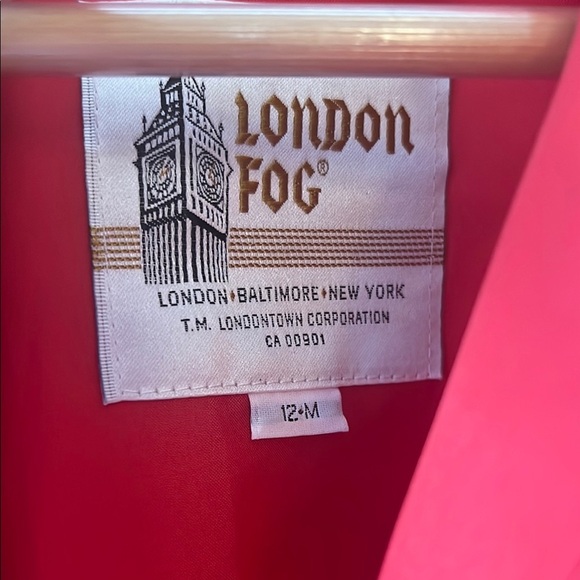 LONDON
FOG®
LONDON♦BALTIMORE♦NEW YORK
T.M. LONDONTOWN CORPORATION
CA 00901
12♦M